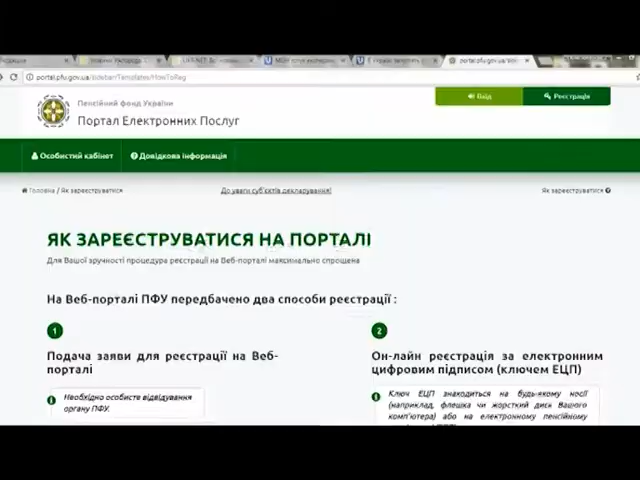 portal.pfu.gov.ua/sidebarTemplates/HowToReg
Пенсійний фонд України
Портал Електронних Послуг
Вхід
Реєстрація
Особистий кабінет
Довідкова інформація
Головна / Як зареєструватися
До уваги суб'єктів декларування!
Як зареєструватися
ЯК ЗАРЕЄСТРУВАТИСЯ НА ПОРТАЛІ
Для Вашої зручності процедура реєстрації на Веб-порталі максимально спрощена
На Веб-порталі ПФУ передбачено два способи реєстрації :
1
Подача заяви для реєстрації на Веб-
порталі
Необхідно особисте відвідування
органу ПФУ.
2
Он-лайн реєстрація за електронним
цифровим підписом (ключем ЕЦП)
Ключ ЕЦП знаходиться на будь-якому носії
(наприклад, флешка чи жорсткий диск Вашого
комп'ютера) або на електронному пенсійному